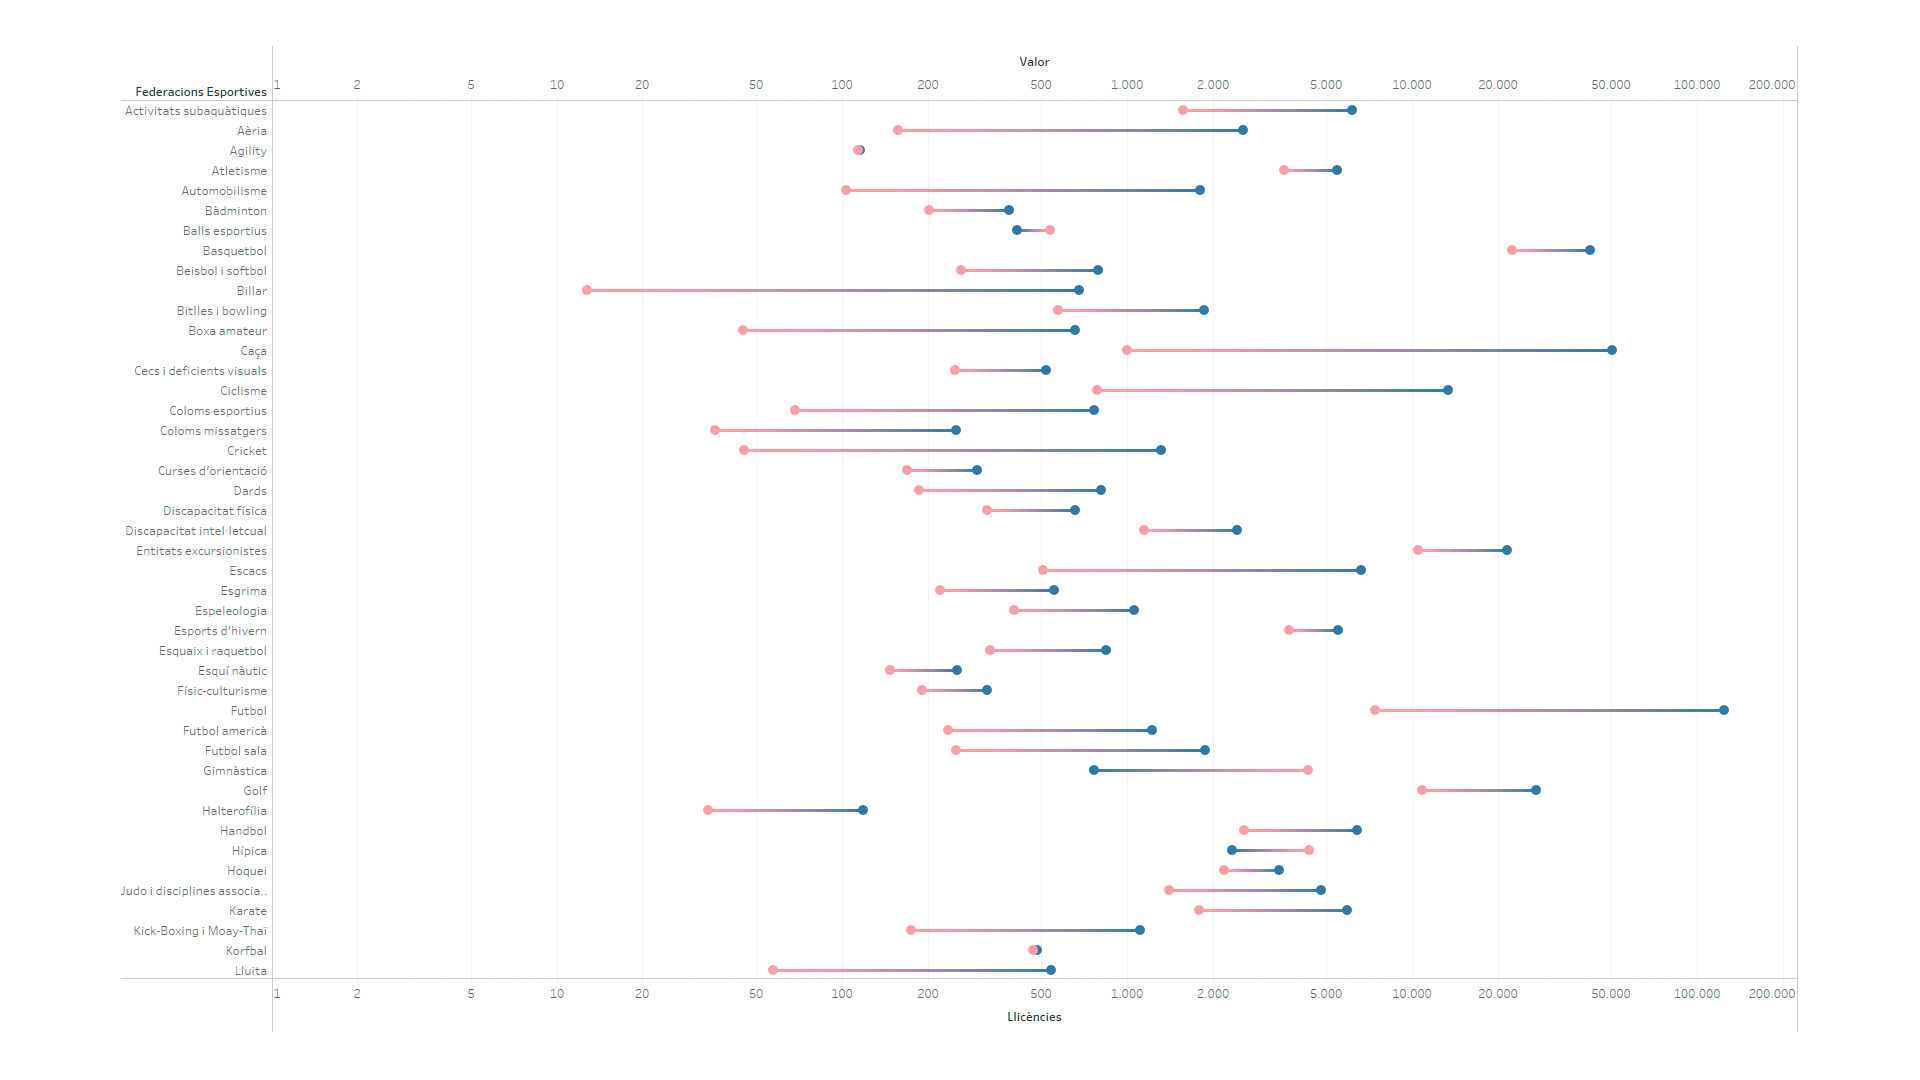 Valor
Federacions Esportives
1 2 5 10 20 50 100 200 500 1.000 2.000 5.000 10.000 20.000 50.000 100.000 200.000
Activitats subaquàtiques
Aèria
Agility
Atletisme
Automobilisme
Bàdminton
Balls esportius
Basquetbol
Beisbol i softbol
Billar
Bitlles i bowling
Boxa amateur
Caça
Cecs i deficients visuals
Ciclisme
Coloms esportius
Coloms missatgers
Cricket
Curses d'orientació
Dards
Discapacitat física
Discapacitat intel·letcual
Entitats excursionistes
Escacs
Esgrima
Espeleologia
Esports d'hivern
Esquaix i raquetbol
Esquí nàutic
Físic-culturisme
Futbol
Futbol americà
Futbol sala
Gimnàstica
Golf
Halterofília
Handbol
Hípica
Hoquei
Judo i disciplines associa..
Karate
Kick-Boxing i Moay-Thaï
Korfbal
Lluita
1 2 5 10 20 50 100 200 500 1.000 2.000 5.000 10.000 20.000 50.000 100.000 200.000
Llicències